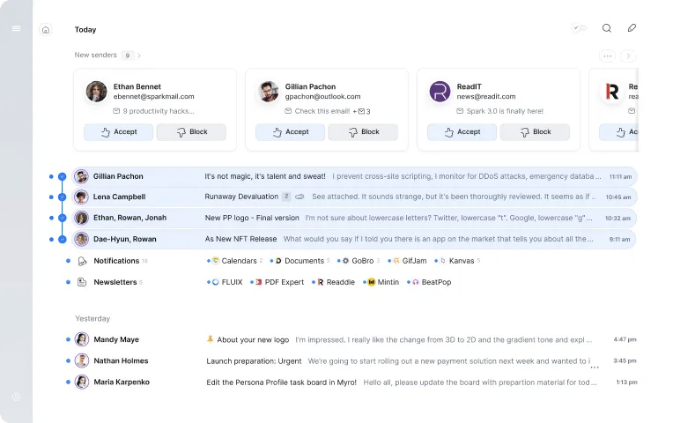 Today
New senders 9
Ethan Bennet
ebennet@sparkmail.com
9 productivity hacks...
Accept Block
Gillian Pachon
gpachon@outlook.com
Check this email! + 3
Accept Block
ReadIT
news@readit.com
Spark 3.0 is finally here!
Accept Block
Rea
rea
Acc
Gillian Pachon It's not magic, it's talent and sweat! I prevent cross-site scripting, I monitor for DDoS attacks, emergency databa ... 11:11 am
Lena Campbell Runaway Devaluation 2 See attached. It sounds strange, but it's been thoroughly reviewed. It seems as if .. 10:45 am
Ethan, Rowan, Jonah New PP logo - Final version I'm not sure about lowercase letters? Twitter, lowercase "t". Google, lowercase "g"... 10:32 am
Dae-Hyun, Rowan As New NFT Release What would you say if I told you there is an app on the market that tells you about all the... 9:11 am
Notifications 18 Calendars 2 Documents 5 GoBro 2 GifJam 4 Kanvas 5
Newsletters 5 FLUIX PDF Expert Readdle Mintin BeatPop
Yesterday
Mandy Maye About your new logo I'm impressed. I really like the change from 3D to 2D and the gradient tone and expl ... 4:47 pm
Nathan Holmes Launch preparation: Urgent We're going to start rolling out a new payment solution next week and wanted to i ... 3:45 pm
Maria Karpenko Edit the Persona Profile task board in Myro! Hello all, please update the board with prepartion material for tod ... 1:13 pm